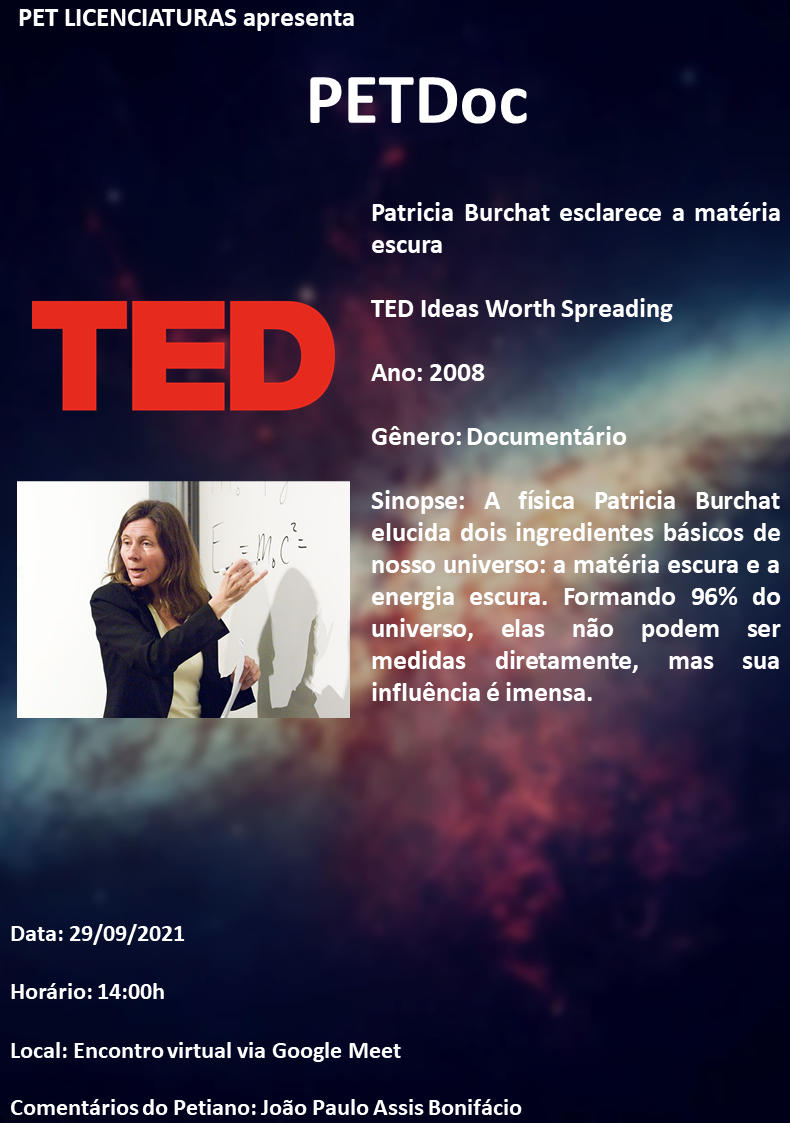 PET LICENCIATURAS apresenta
PETDoc
Patricia Burchat esclarece a matéria
escura
TED Ideas Worth Spreading
TED
Ano: 2008
Gênero: Documentário
Sinopse: A física Patricia Burchat
elucida dois ingredientes básicos de
nosso universo: a matéria escura e a
energia escura. Formando 96% do
universo, elas não podem ser
medidas diretamente, mas sua
influência é imensa.
Data: 29/09/2021
Horário: 14:00h
Local: Encontro virtual via Google Meet
Comentários do Petiano: João Paulo Assis Bonifácio